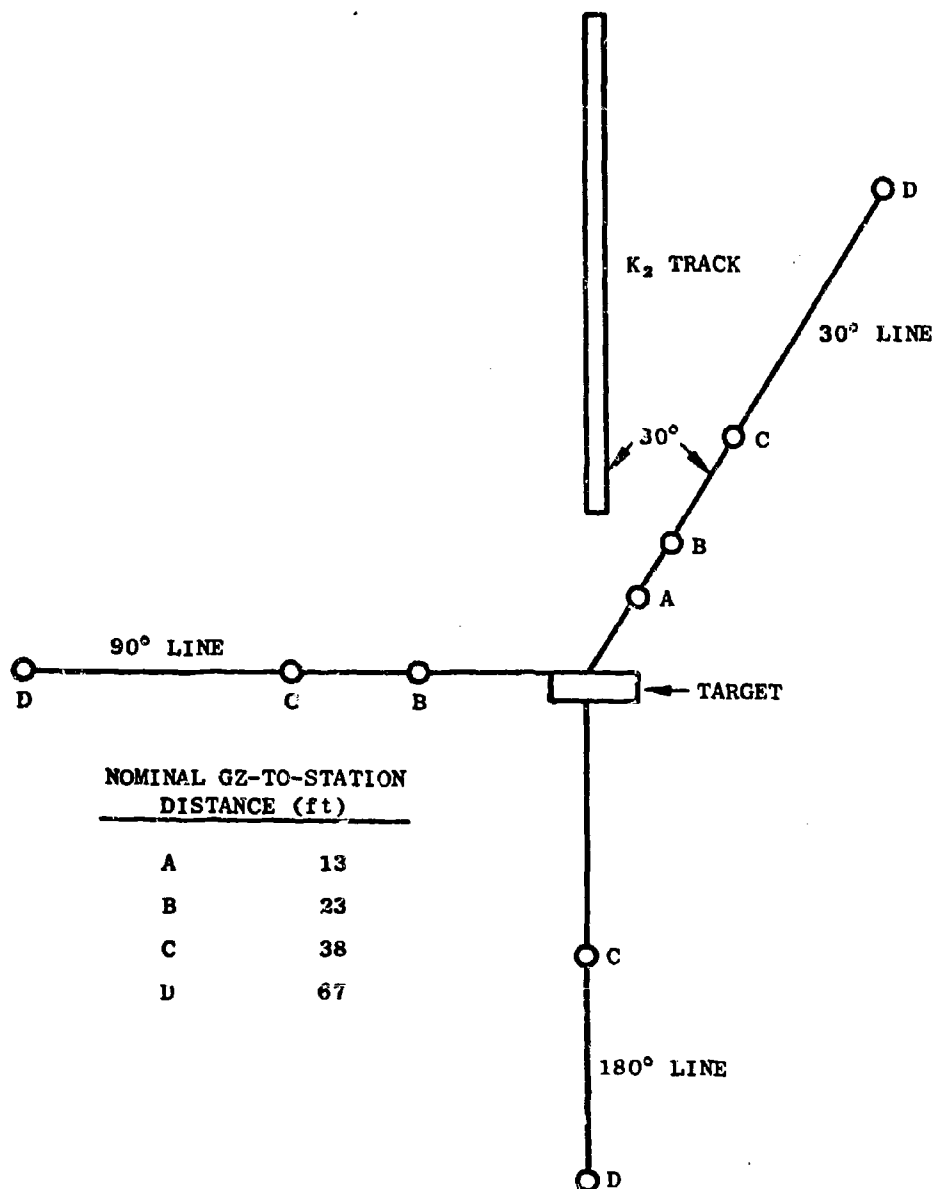 D
K₂ TRACK
30° LINE
30°
C
B
A
90° LINE
D
C
B
TARGET
NOMINAL GZ-TO-STATION
DISTANCE (ft)
A 13
B 23
C 38
D 67
C
180° LINE
D